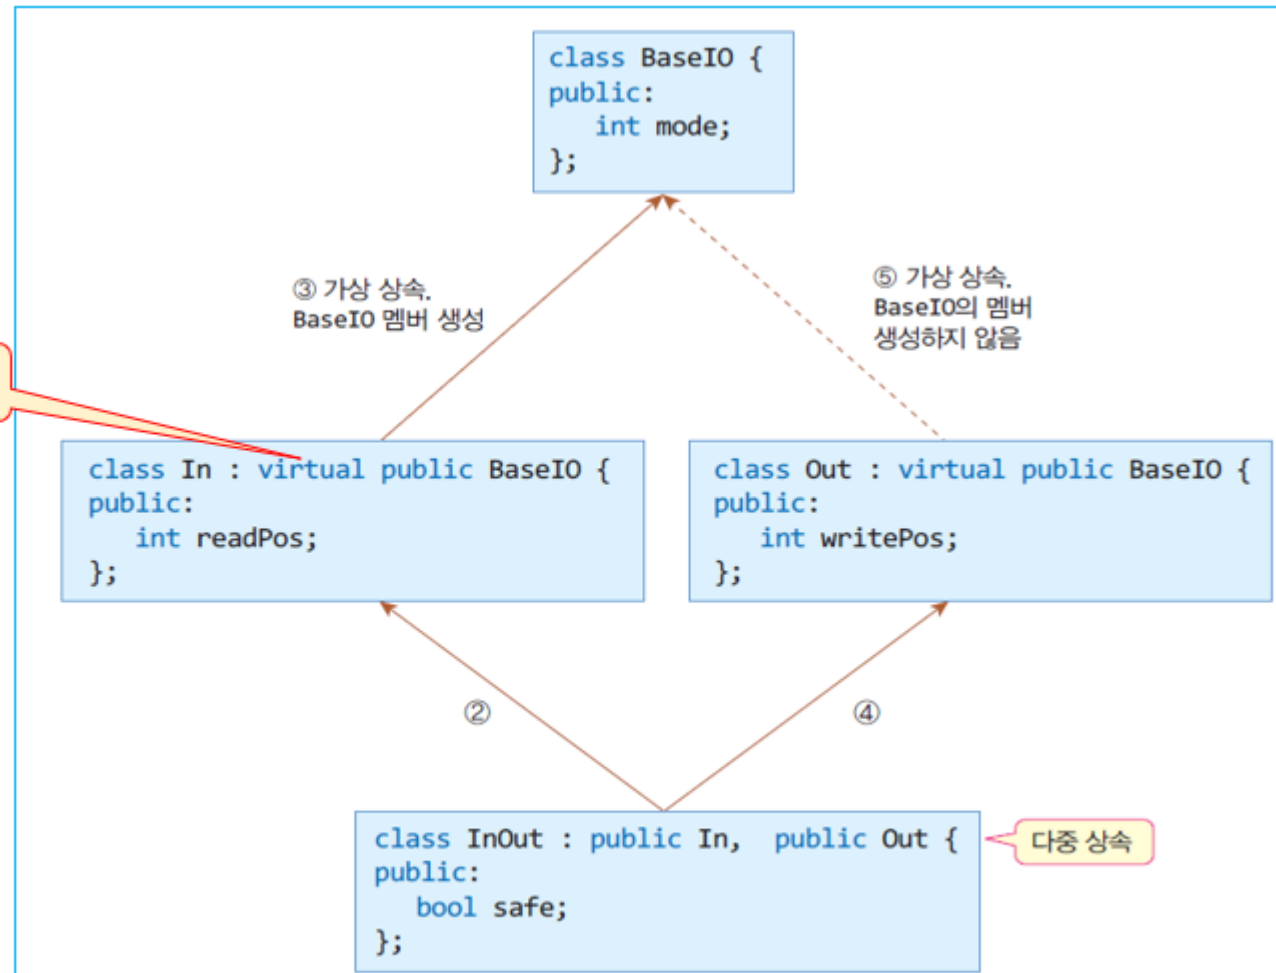 class BaseIO {
public:
int mode;
};
③ 가상 상속.
BaseIO 멤버 생성
⑤ 가상 상속.
BaseIO의 멤버
생성하지 않음
class In : virtual public BaseIO {
public:
int readPos;
};
class Out : virtual public BaseIO {
public:
int writePos;
};
②
④
class InOut : public In,  public Out {
public:
bool safe;
};
다중 상속